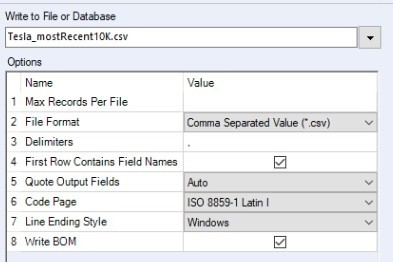 Write to File or Database
Tesla_mostRecent10K.csv
Options
Name Value
1 Max Records Per File
2 File Format Comma Separated Value (*.csv)
3 Delimiters ,
4 First Row Contains Field Names
5 Quote Output Fields Auto
6 Code Page ISO 8859-1 Latin I
7 Line Ending Style Windows
8 Write BOM